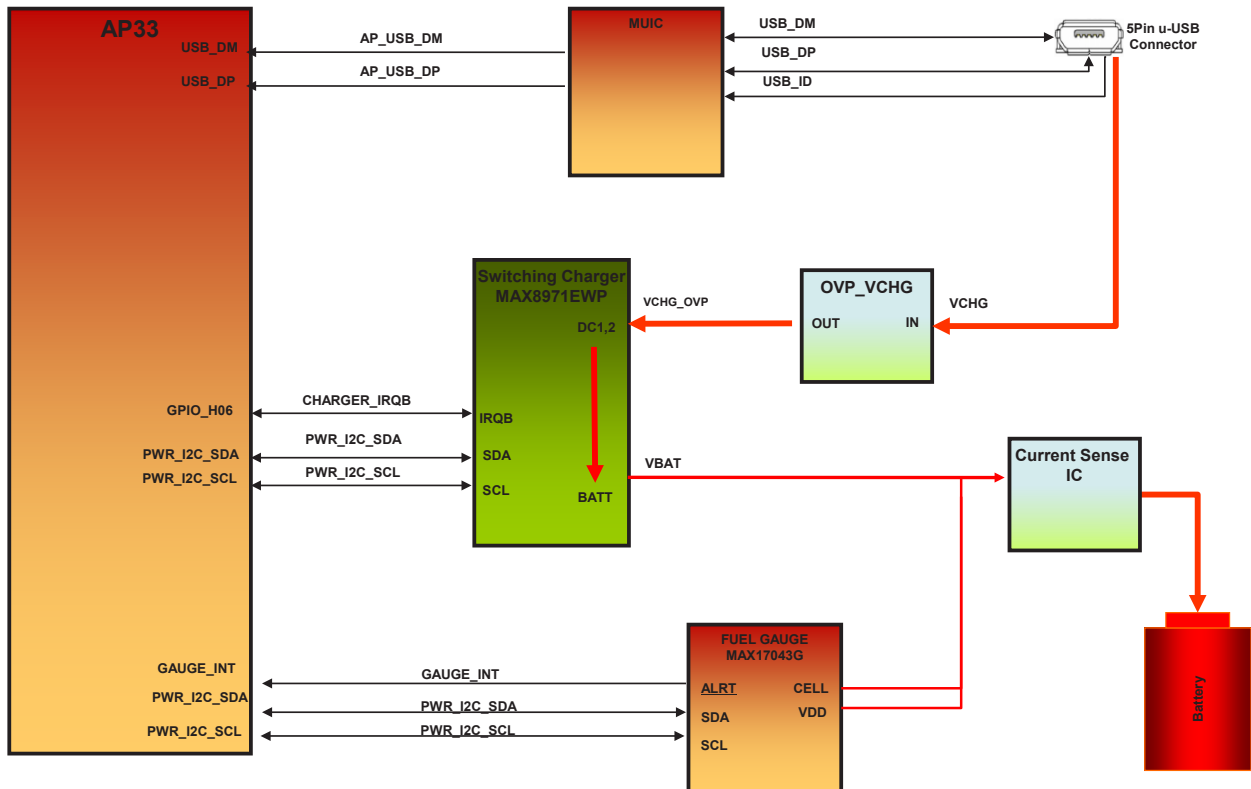 AP33
USB_DM
USB_DP
AP_USB_DM
AP_USB_DP
MUIC
USB_DM
USB_DP
USB_ID
5Pin u-USB
Connector
Switching Charger
MAX8971EWP
DC1,2
VCHG_OVP
OVP_VCHG
OUT
IN
VCHG
GPIO_H06
CHARGER_IRQB
IRQB
PWR_I2C_SDA
PWR_I2C_SDA
SDA
PWR_I2C_SCL
PWR_I2C_SCL
SCL
BATT
VBAT
Current Sense
IC
Battery
FUEL GAUGE
MAX17043G
GAUGE_INT
GAUGE_INT
ALRT
CELL
PWR_I2C_SDA
PWR_I2C_SDA
SDA
VDD
PWR_I2C_SCL
PWR_I2C_SCL
SCL